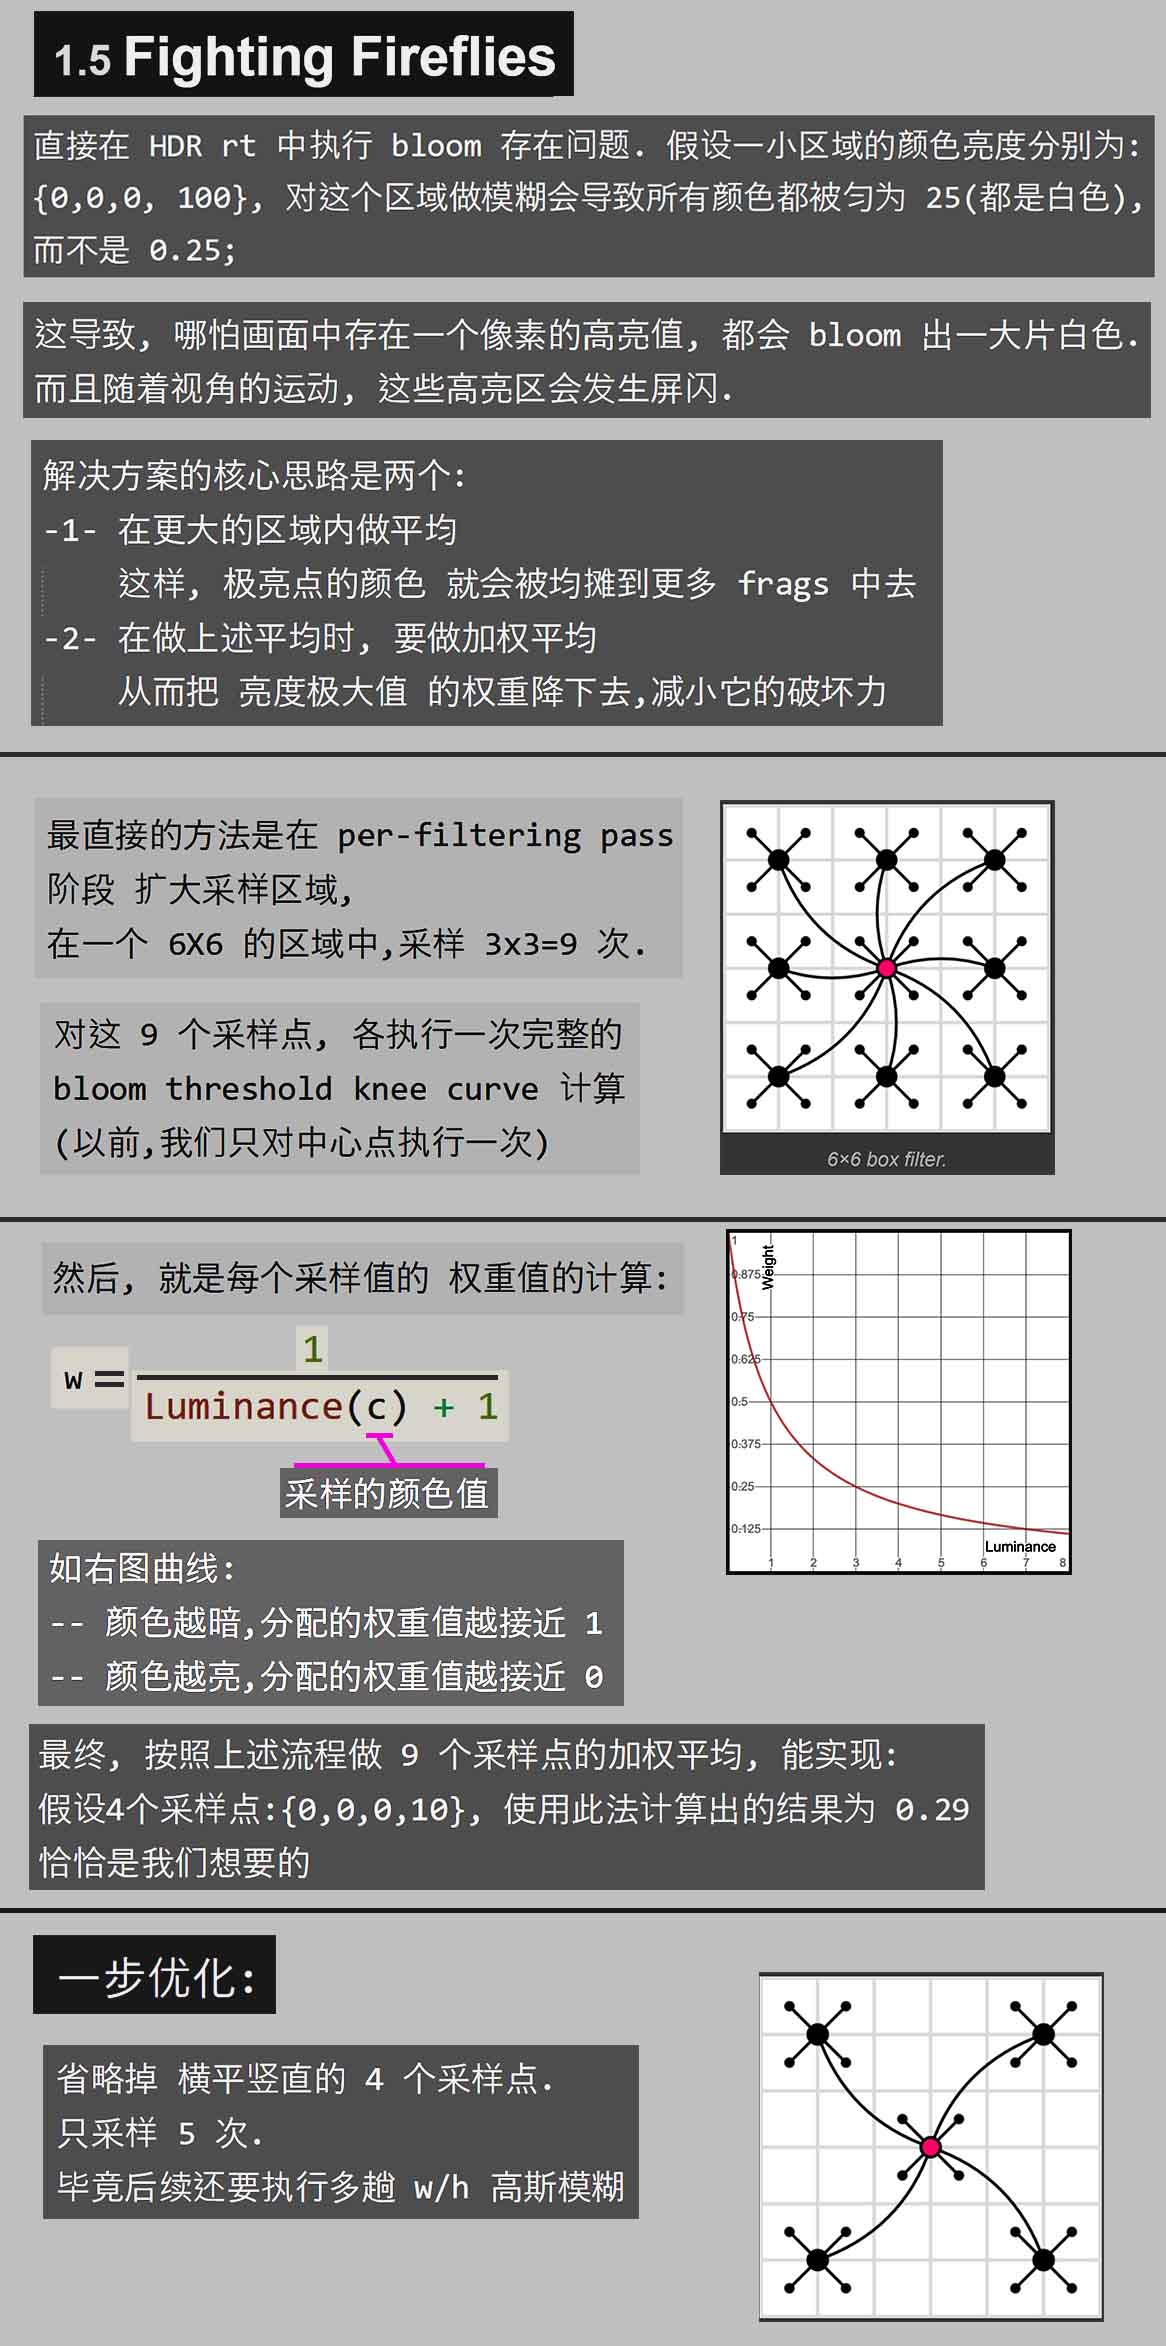 1.5 Fighting Fireflies
直接在 HDR rt 中执行 bloom 存在问题. 假设一小区域的颜色亮度分别为:
{0,0,0, 100}, 对这个区域做模糊会导致所有颜色都被匀为 25(都是白色),
而不是 0.25;
这导致, 哪怕画面中存在一个像素的高亮值, 都会 bloom 出一大片白色.
而且随着视角的运动, 这些高亮区会发生屏闪.
解决方案的核心思路是两个:
-1- 在更大的区域内做平均
这样, 极亮点的颜色 就会被均摊到更多 frags 中去
-2- 在做上述平均时, 要做加权平均
从而把 亮度极大值 的权重降下去,减小它的破坏力
最直接的方法是在 per-filtering pass
阶段 扩大采样区域,
在一个 6X6 的区域中,采样 3x3=9 次.
对这 9 个采样点, 各执行一次完整的
bloom threshold knee curve 计算
(以前,我们只对中心点执行一次)
6×6 box filter.
然后, 就是每个采样值的 权重值的计算:
1
w =
Luminance(c) + 1
采样的颜色值
1
Weight
0.875
0.75
0.625
0.5
0.375
0.25
0.125
Luminance
1 2 3 4 5 6 7 8
如右图曲线:
-- 颜色越暗,分配的权重值越接近 1
-- 颜色越亮,分配的权重值越接近 0
最终, 按照上述流程做 9 个采样点的加权平均, 能实现:
假设4个采样点:{0,0,0,10}, 使用此法计算出的结果为 0.29
恰恰是我们想要的
一步优化:
省略掉 横平竖直的 4 个采样点.
只采样 5 次.
毕竟后续还要执行多趟 w/h 高斯模糊